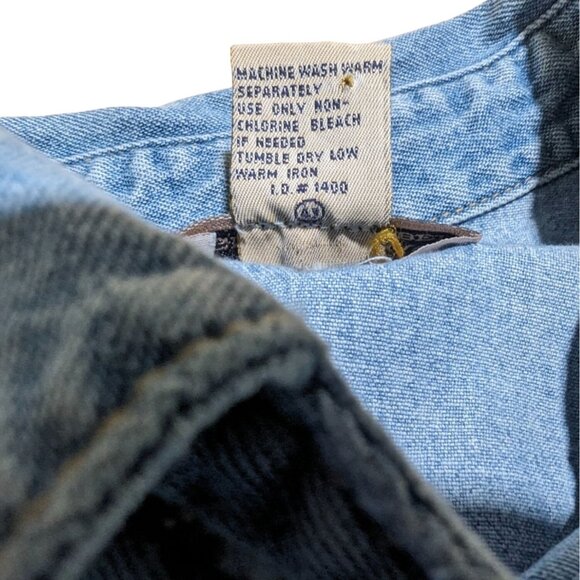 MACHINE WASH WARM
SEPARATELY
USE ONLY NON-
CHLORINE BLEACH
IF NEEDED
TUMBLE DRY LOW
WARM IRON
I.D. # 1400